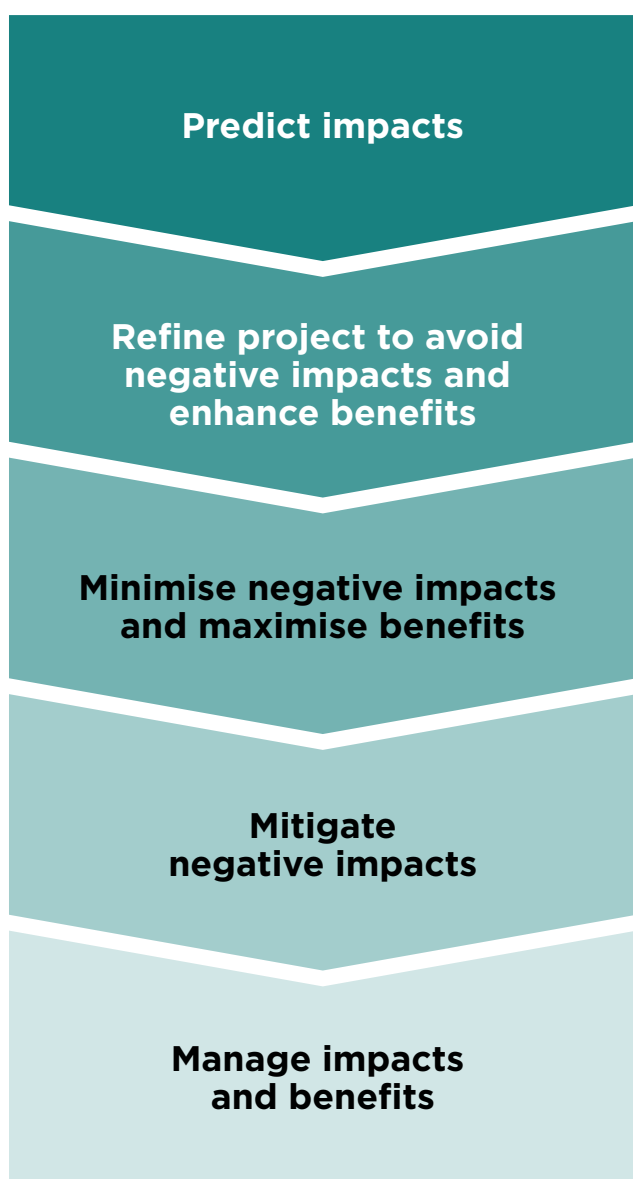 Predict impacts
Refine project to avoid
negative impacts and
enhance benefits
Minimise negative impacts
and maximise benefits
Mitigate
negative impacts
Manage impacts
and benefits